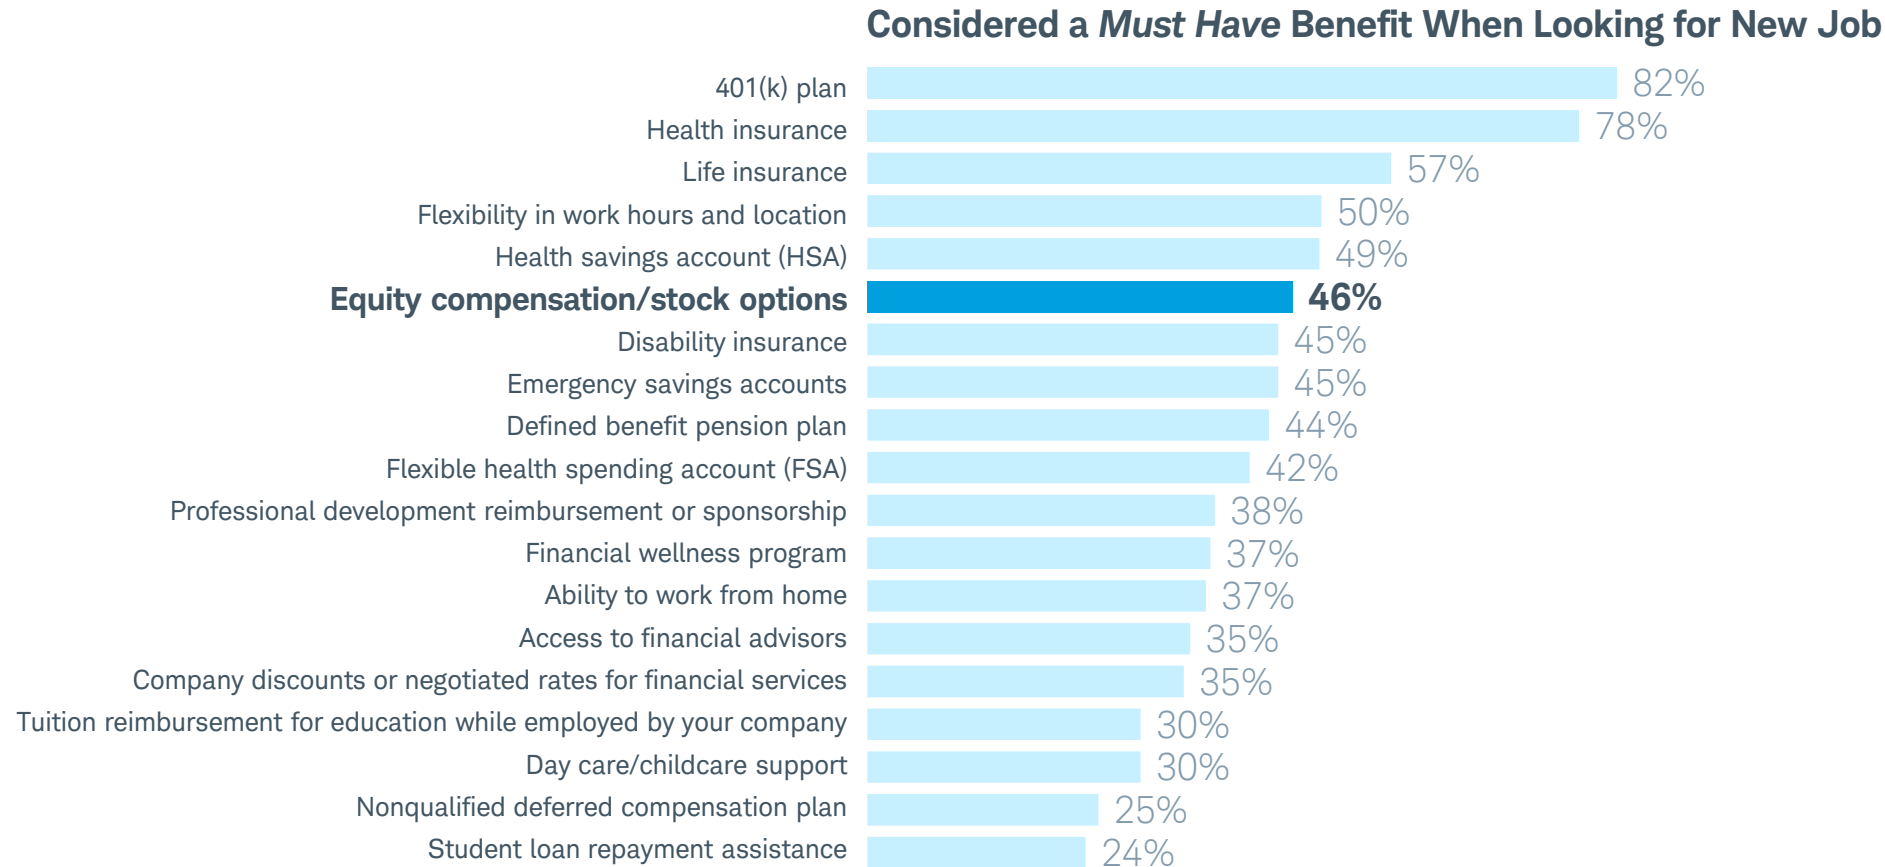 Considered a Must Have Benefit When Looking for New Job
401(k) plan 82%
Health insurance 78%
Life insurance 57%
Flexibility in work hours and location 50%
Health savings account (HSA) 49%
Equity compensation/stock options 46%
Disability insurance 45%
Emergency savings accounts 45%
Defined benefit pension plan 44%
Flexible health spending account (FSA) 42%
Professional development reimbursement or sponsorship 38%
Financial wellness program 37%
Ability to work from home 37%
Access to financial advisors 35%
Company discounts or negotiated rates for financial services 35%
Tuition reimbursement for education while employed by your company 30%
Day care/childcare support 30%
Nonqualified deferred compensation plan 25%
Student loan repayment assistance 24%